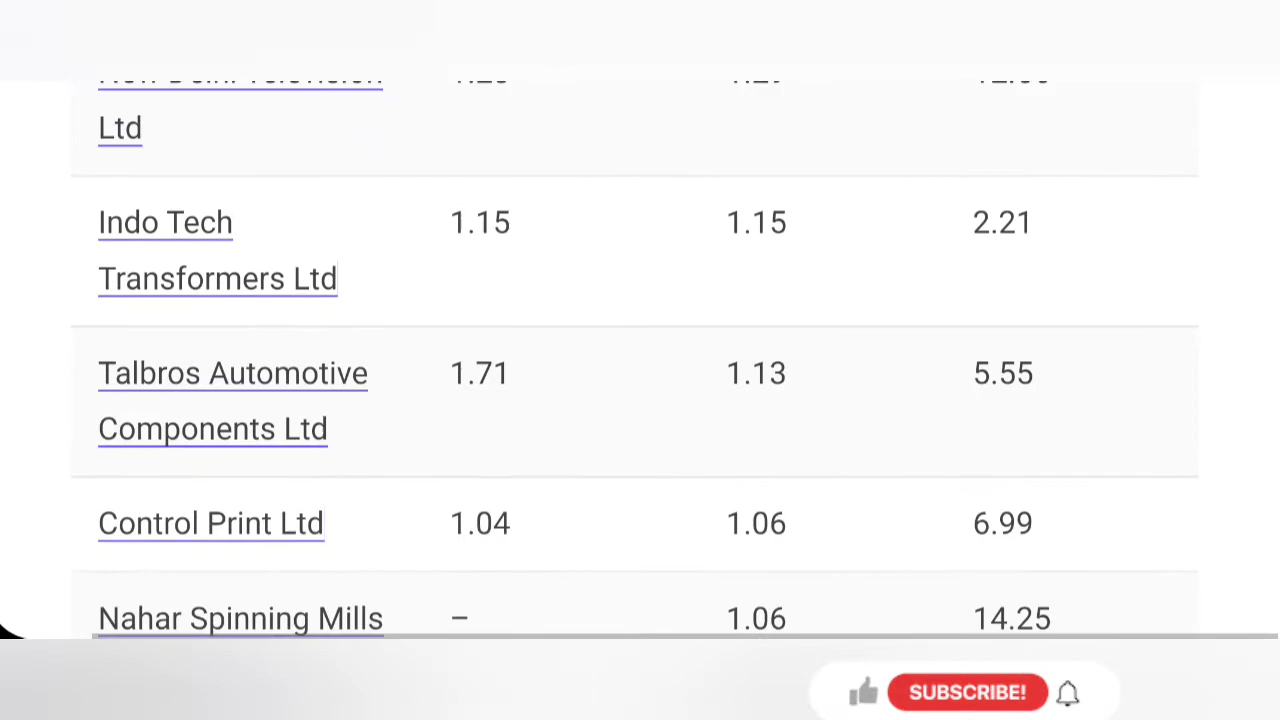 Ltd
Indo Tech 1.15 1.15 2.21
Transformers Ltd
Talbros Automotive 1.71 1.13 5.55
Components Ltd
Control Print Ltd 1.04 1.06 6.99
Nahar Spinning Mills – 1.06 14.25
SUBSCRIBE!